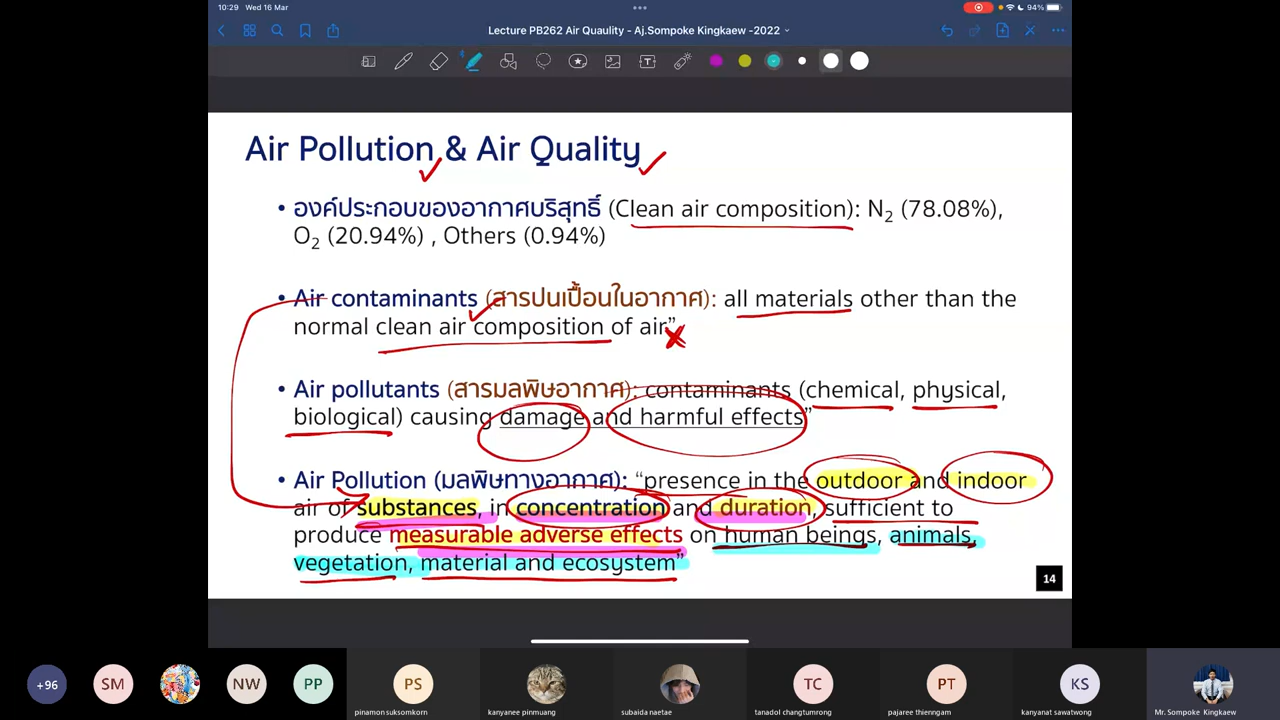 10:29 Wed 16 Mar
94%
Lecture PB262 Air Quaulity - Aj.Sompoke Kingkaew -2022
Air Pollution & Air Quality
• องค์ประกอบของอากาศบริสุทธิ์ (Clean air composition): N2 (78.08%),
O2 (20.94%) , Others (0.94%)
• Air contaminants (สารปนเปื้อนในอากาศ): all materials other than the
normal clean air composition of air”
• Air pollutants (สารมลพิษอากาศ): contaminants (chemical, physical,
biological) causing damage and harmful effects”
• Air Pollution (มลพิษทางอากาศ): “presence in the outdoor and indoor
air of substances, in concentration and duration, sufficient to
produce measurable adverse effects on human beings, animals,
vegetation, material and ecosystem”
14
+96 SM NW PP PS TC PT KS
pinamon suksomkorn kanyanee pinmuang subaida naetae tanadol changtumrong pajaree thienngam kanyanat sawatwong Mr. Sompoke Kingkaew